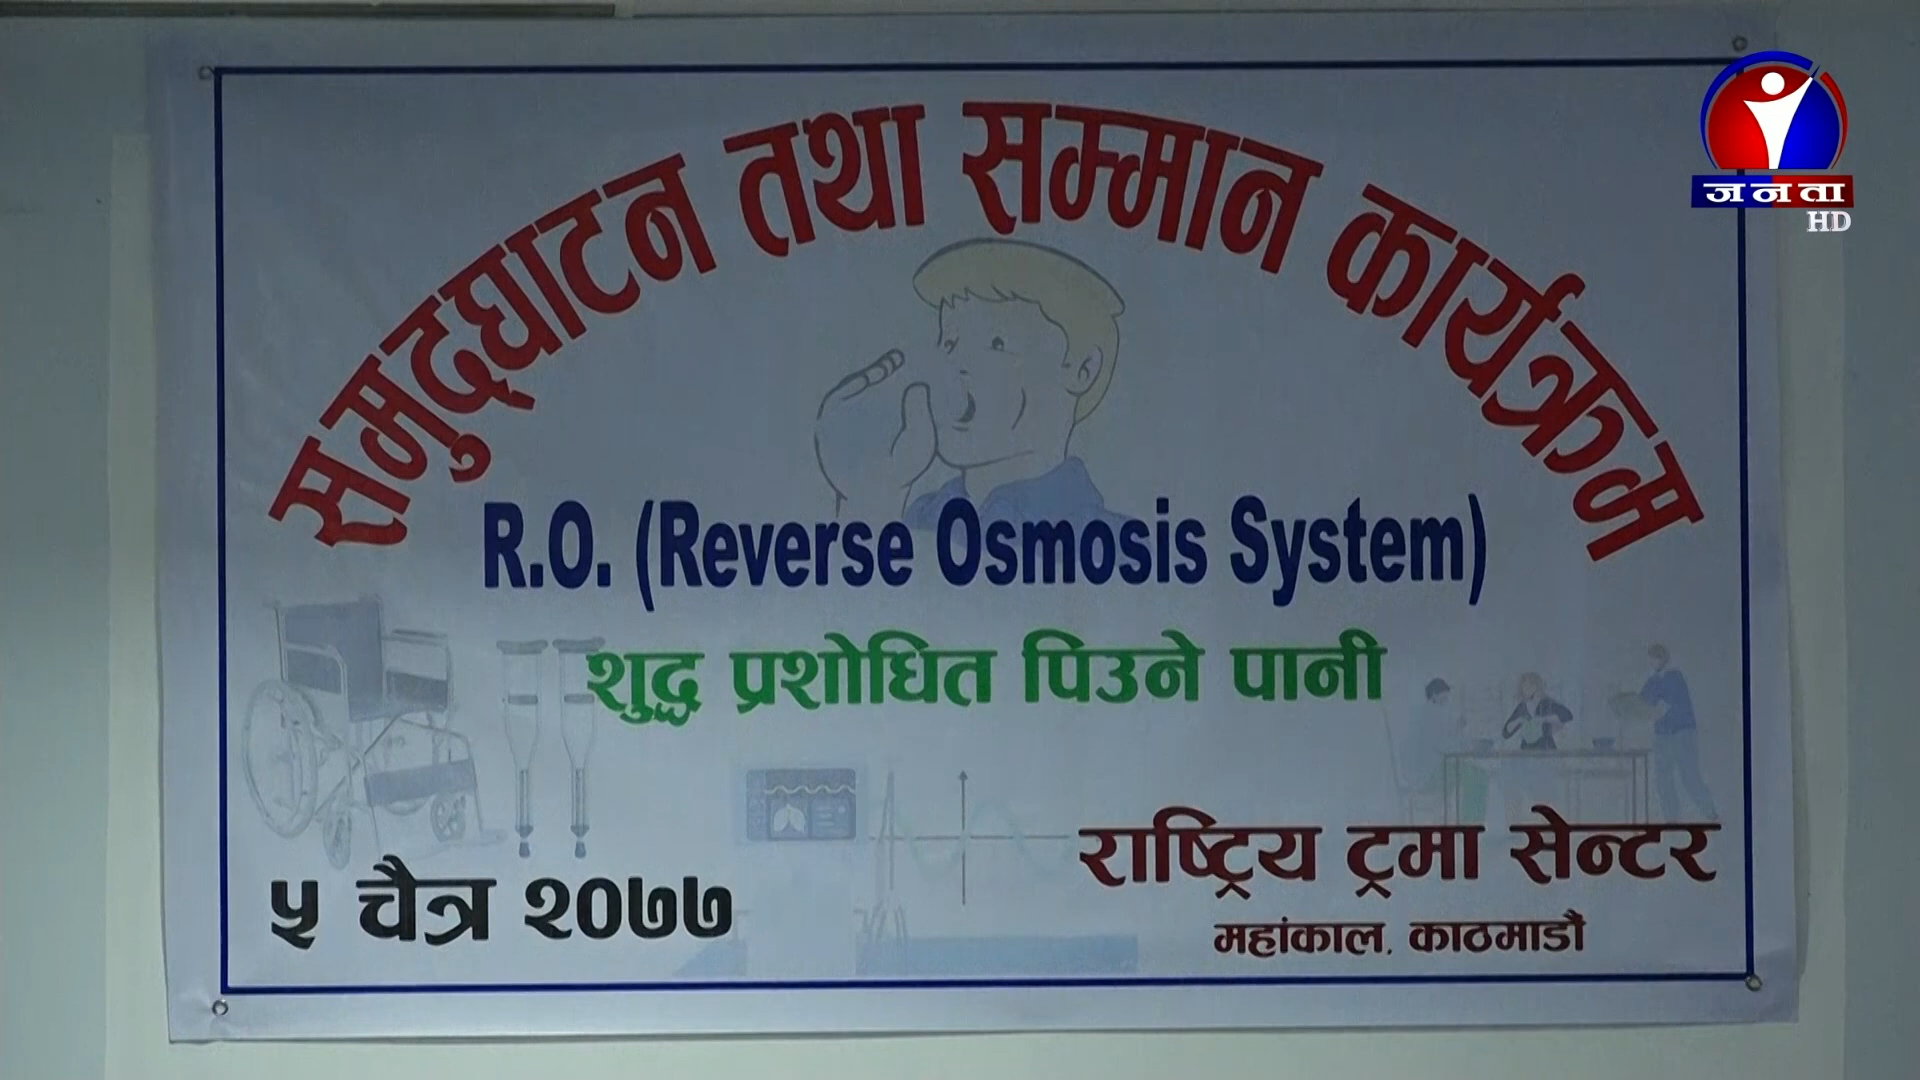 समुद्घाटन तथा सम्मान कार्यक्रम
जनता
HD
R.O. (Reverse Osmosis System)
शुद्ध प्रशोधित पिउने पानी
५ चैत्र २०७७
राष्ट्रिय ट्रमा सेन्टर
महांकाल, काठमाडौं